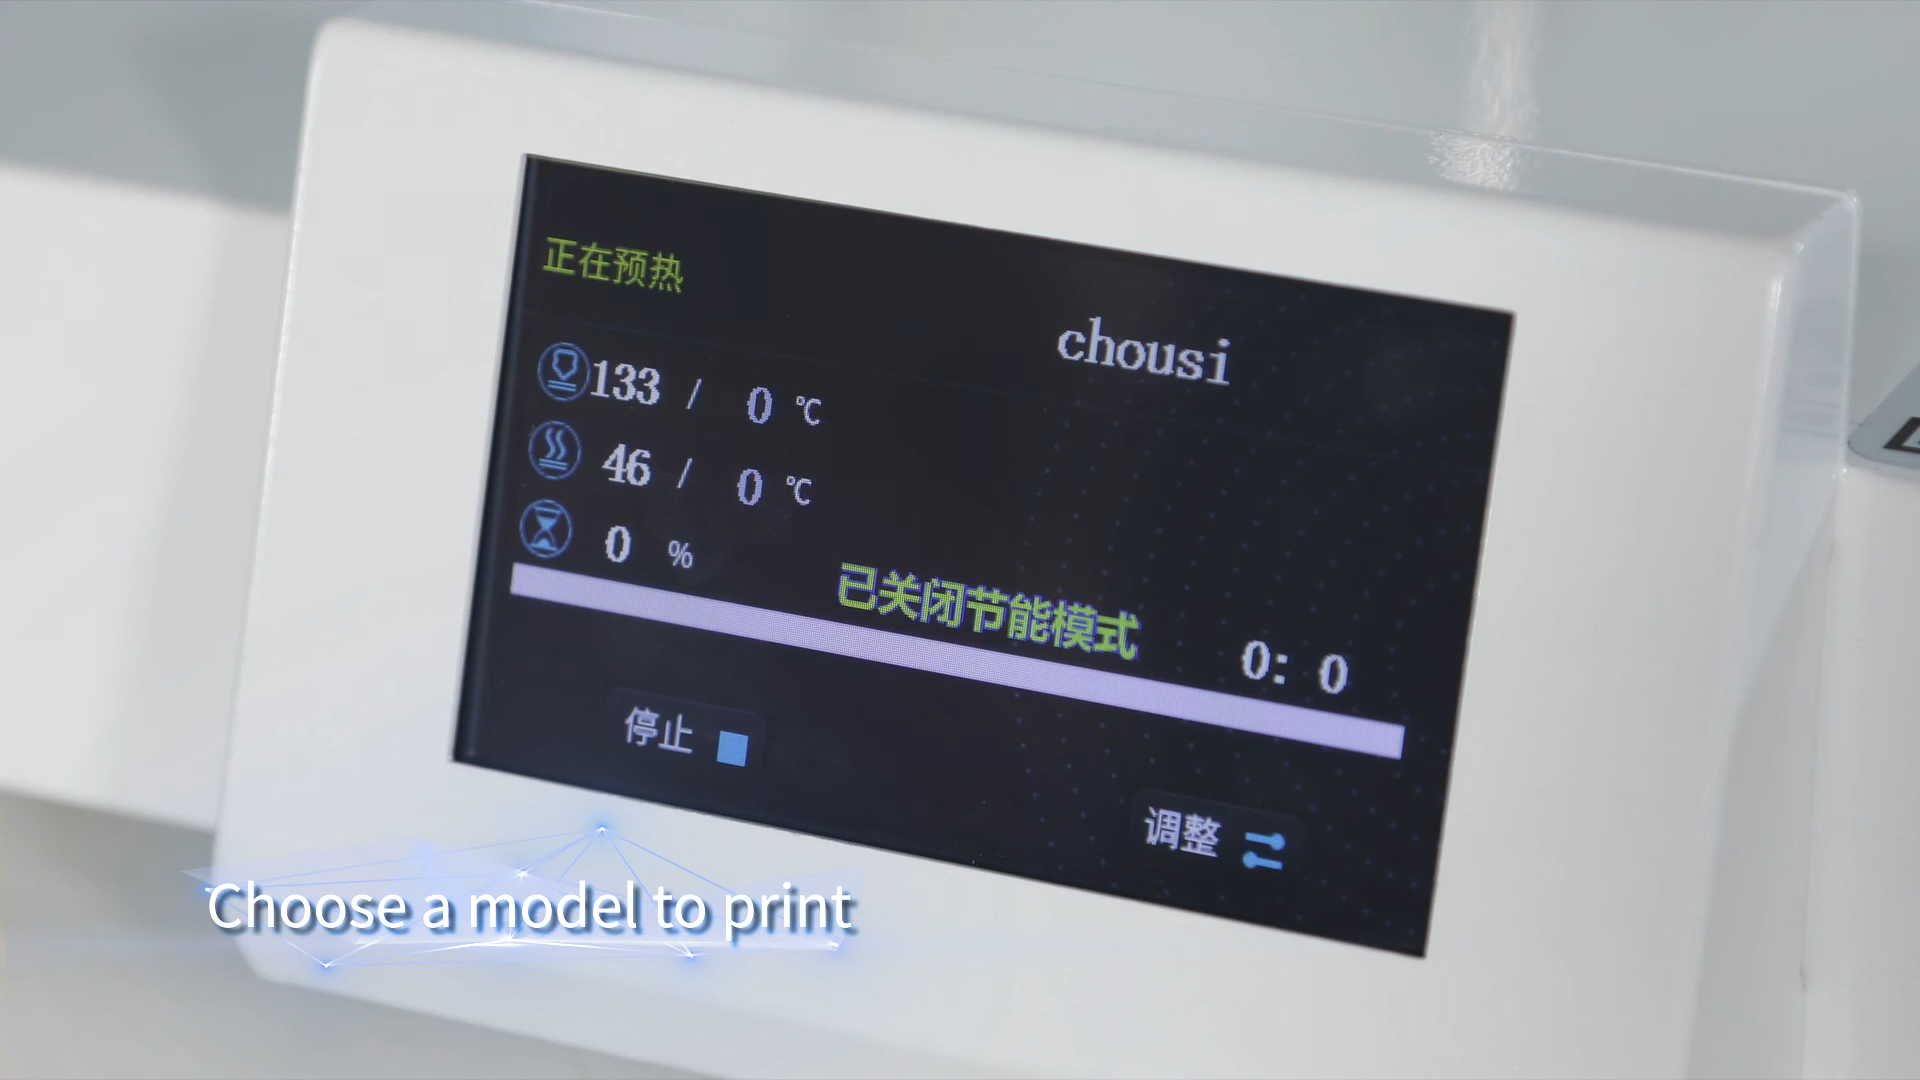 正在预热
chousi
133 / 0 ℃
46 / 0 ℃
0 %
已关闭节能模式
0: 0
停止
调整
Choose a model to print